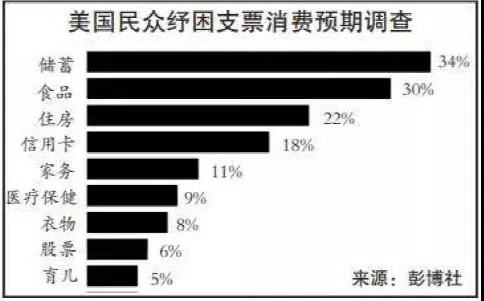 美国民众纾困支票消费预期调查
储蓄 34%
食品 30%
住房 22%
信用卡 18%
家务 11%
医疗保健 9%
衣物 8%
股票 6%
育儿 5%
来源：彭博社